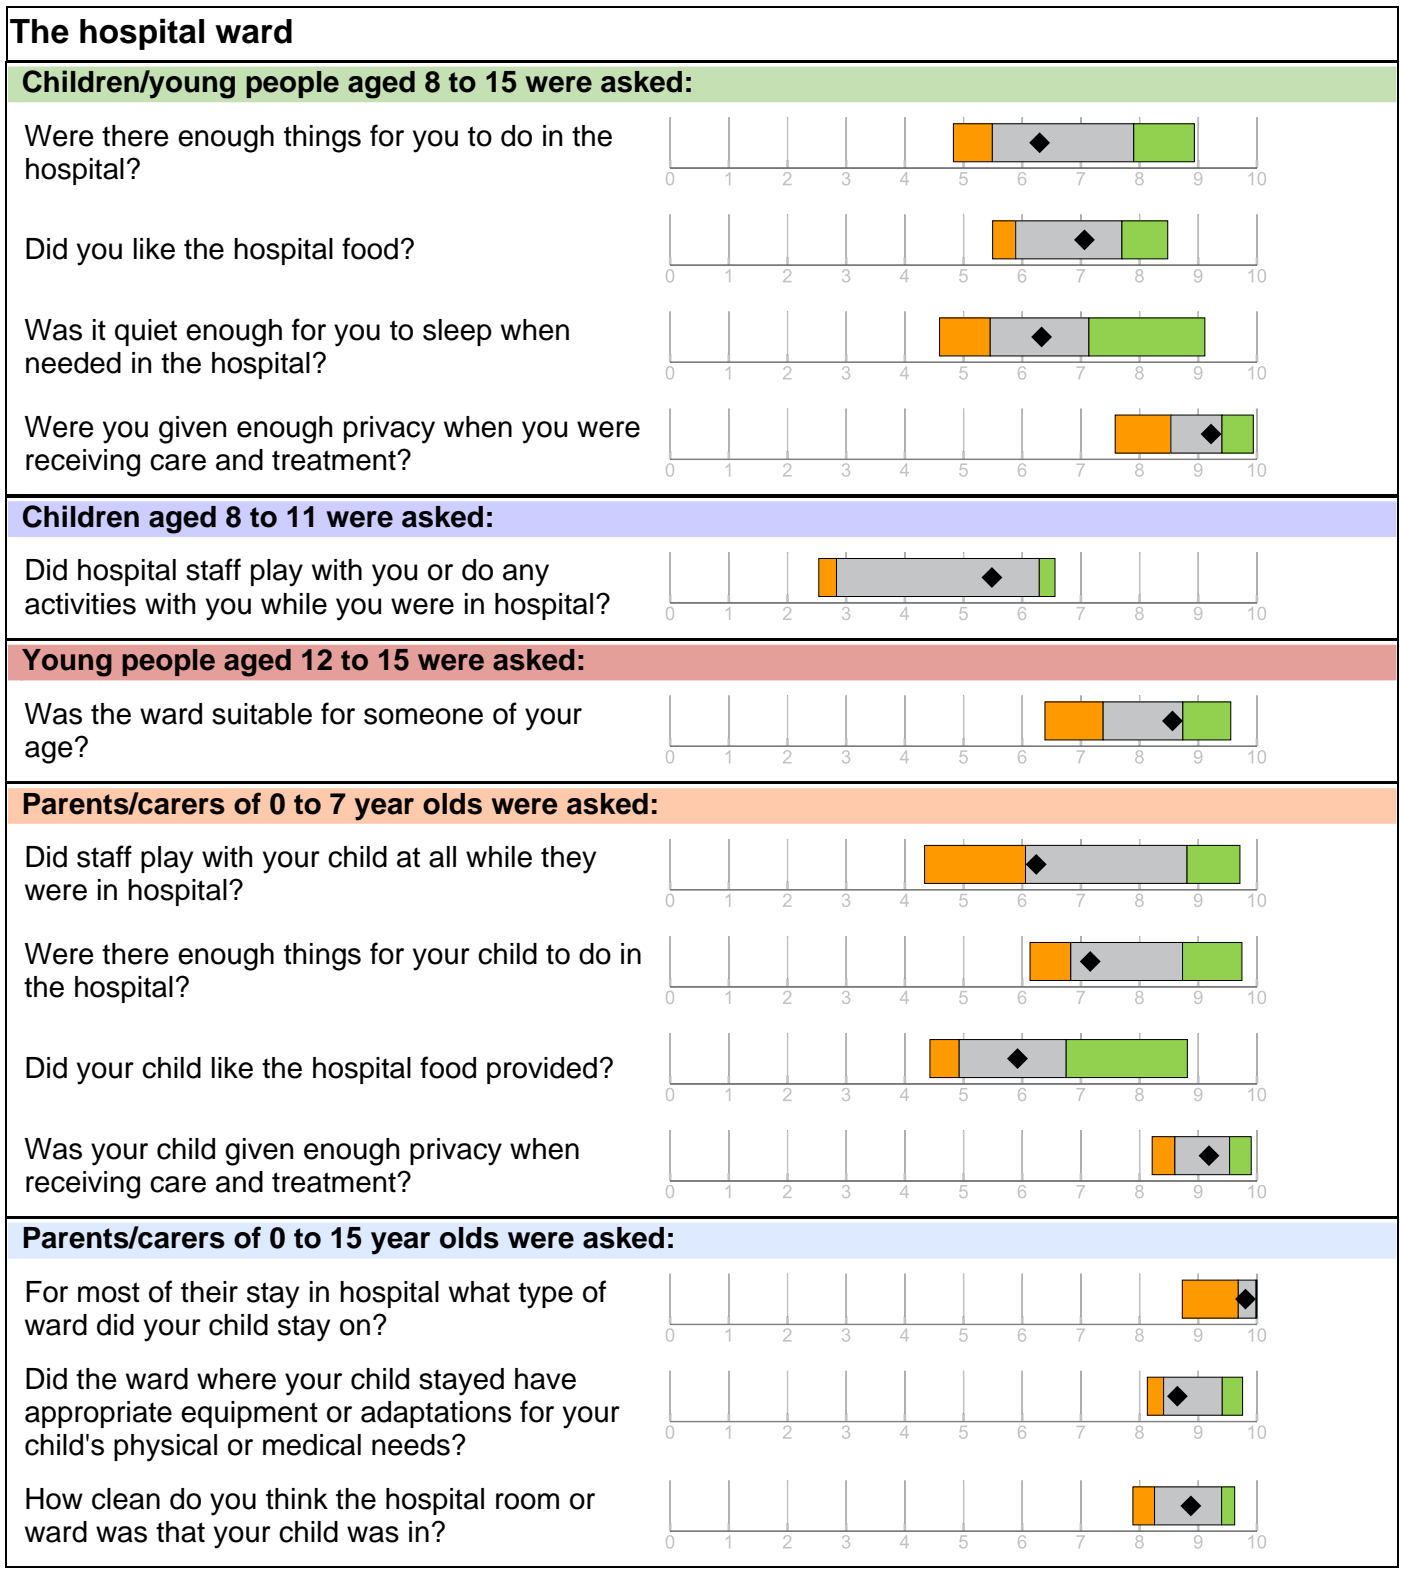 The hospital ward
Children/young people aged 8 to 15 were asked:
Were there enough things for you to do in the
hospital?
0 1 2 3 4 5 6 7 8 9 10
Did you like the hospital food?
0 1 2 3 4 5 6 7 8 9 10
Was it quiet enough for you to sleep when
needed in the hospital?
0 1 2 3 4 5 6 7 8 9 10
Were you given enough privacy when you were
receiving care and treatment?
0 1 2 3 4 5 6 7 8 9 10
Children aged 8 to 11 were asked:
Did hospital staff play with you or do any
activities with you while you were in hospital?
0 1 2 3 4 5 6 7 8 9 10
Young people aged 12 to 15 were asked:
Was the ward suitable for someone of your
age?
0 1 2 3 4 5 6 7 8 9 10
Parents/carers of 0 to 7 year olds were asked:
Did staff play with your child at all while they
were in hospital?
0 1 2 3 4 5 6 7 8 9 10
Were there enough things for your child to do in
the hospital?
0 1 2 3 4 5 6 7 8 9 10
Did your child like the hospital food provided?
0 1 2 3 4 5 6 7 8 9 10
Was your child given enough privacy when
receiving care and treatment?
0 1 2 3 4 5 6 7 8 9 10
Parents/carers of 0 to 15 year olds were asked:
For most of their stay in hospital what type of
ward did your child stay on?
0 1 2 3 4 5 6 7 8 9 10
Did the ward where your child stayed have
appropriate equipment or adaptations for your
child's physical or medical needs?
0 1 2 3 4 5 6 7 8 9 10
How clean do you think the hospital room or
ward was that your child was in?
0 1 2 3 4 5 6 7 8 9 10